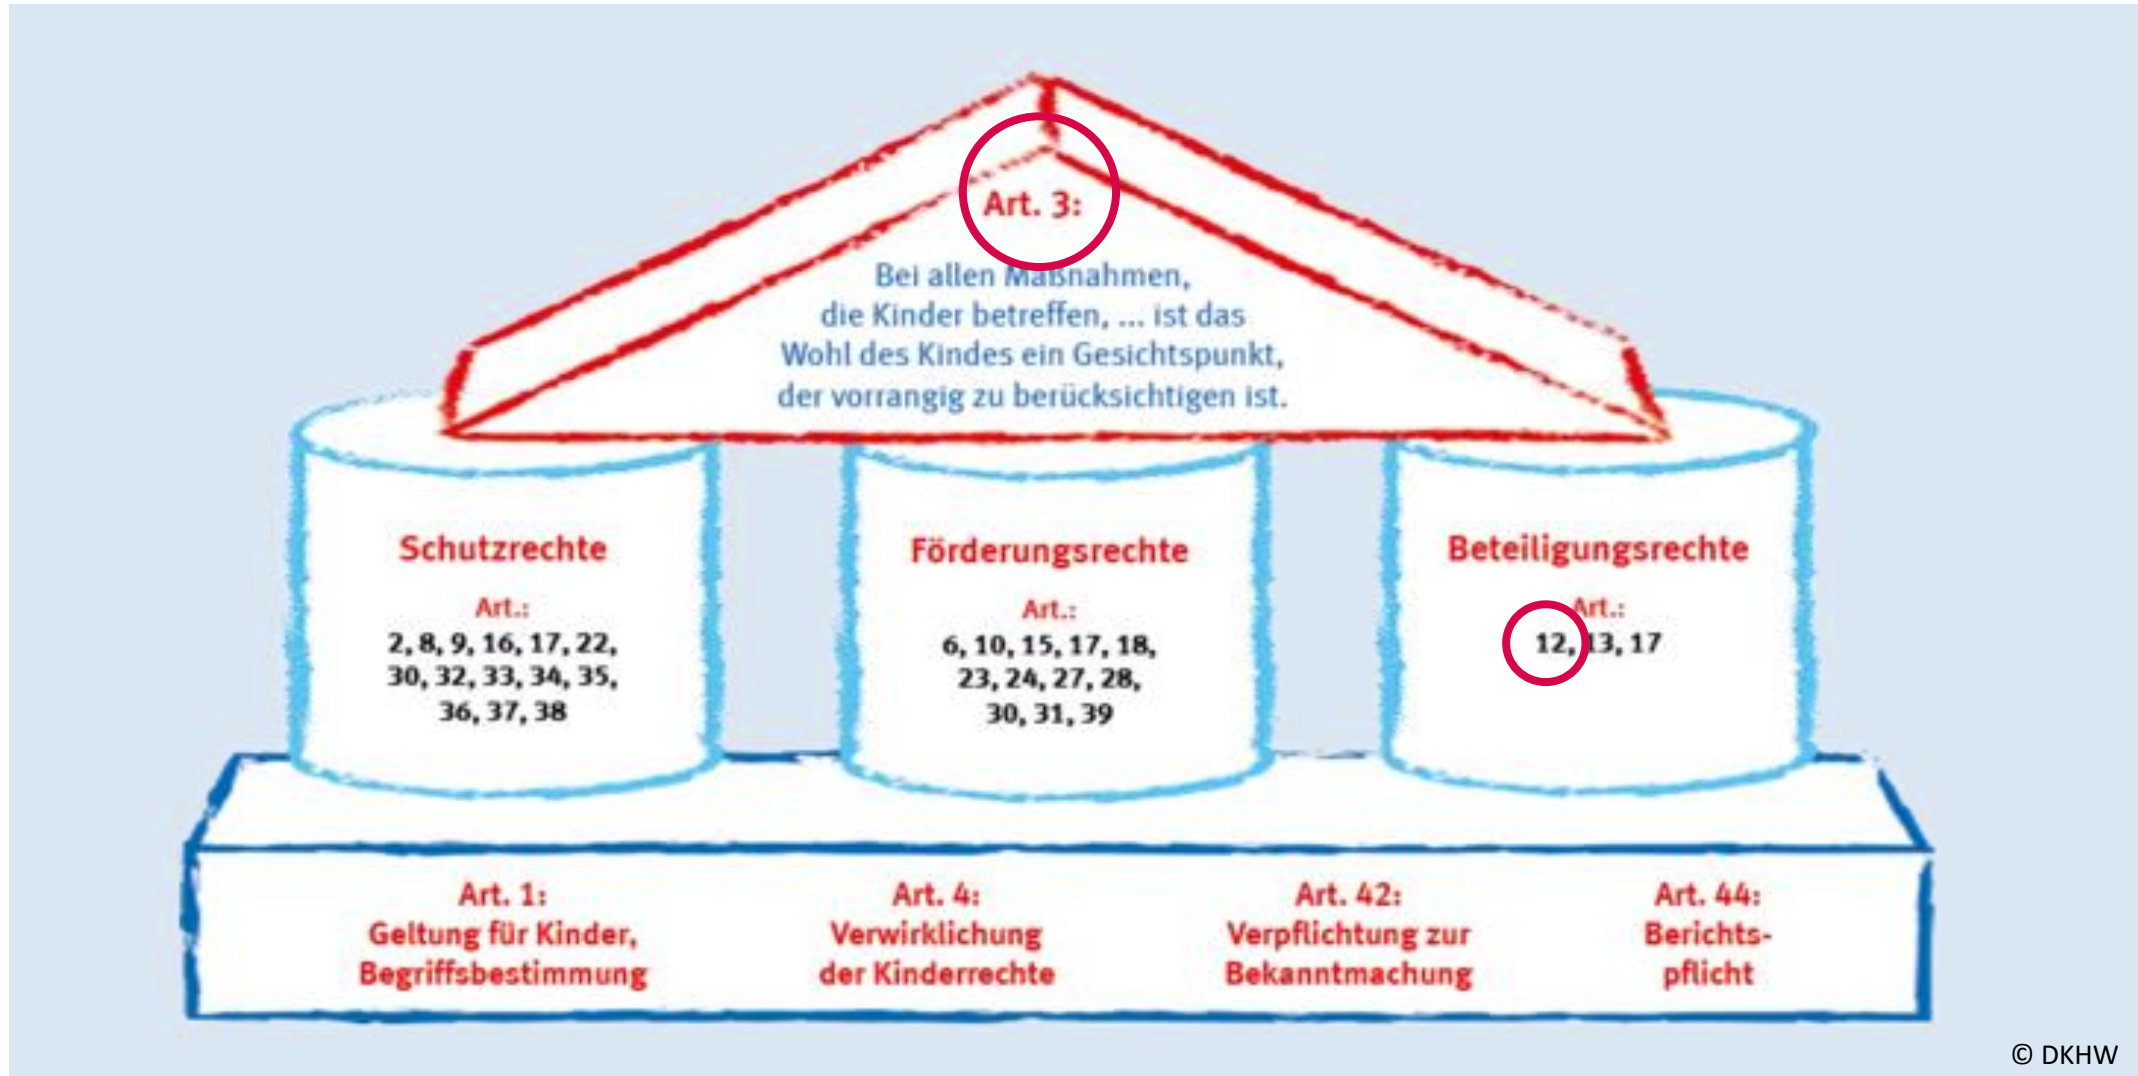 Art. 3:
Bei allen Maßnahmen,
die Kinder betreffen, ... ist das
Wohl des Kindes ein Gesichtspunkt,
der vorrangig zu berücksichtigen ist.
Schutzrechte
Art.:
2, 8, 9, 16, 17, 22,
30, 32, 33, 34, 35,
36, 37, 38
Förderungsrechte
Art.:
6, 10, 15, 17, 18,
23, 24, 27, 28,
30, 31, 39
Beteiligungsrechte
Art.:
12, 13, 17
Art. 1:
Geltung für Kinder,
Begriffsbestimmung
Art. 4:
Verwirklichung
der Kinderrechte
Art. 42:
Verpflichtung zur
Bekanntmachung
Art. 44:
Berichts-
pflicht
© DKHW